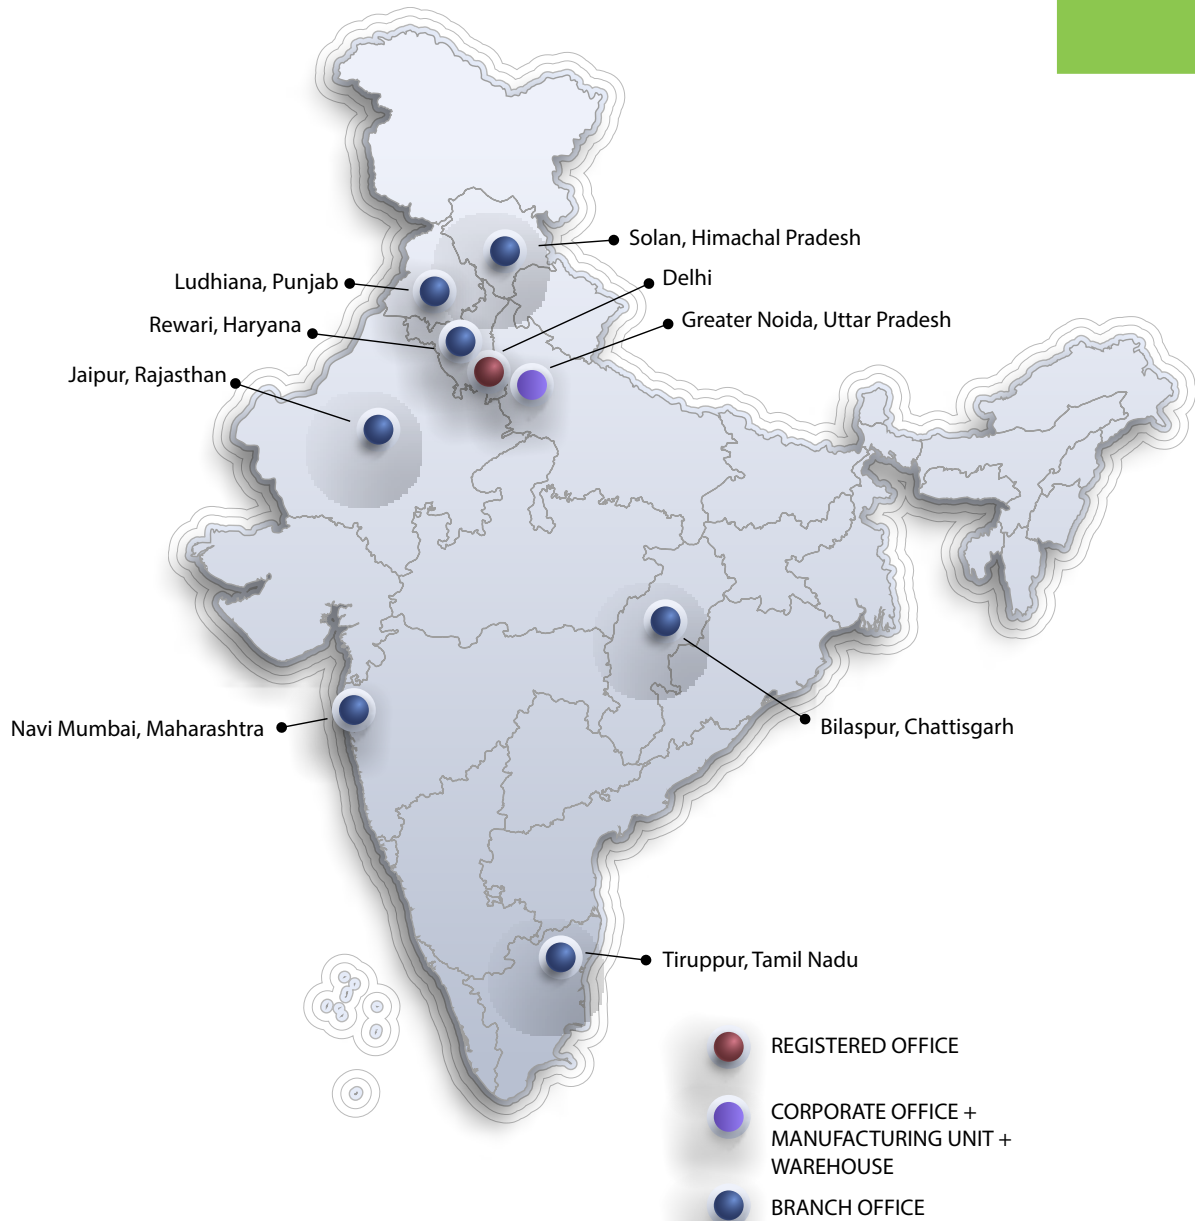 Solan, Himachal Pradesh
Ludhiana, Punjab
Delhi
Rewari, Haryana
Greater Noida, Uttar Pradesh
Jaipur, Rajasthan
Navi Mumbai, Maharashtra
Bilaspur, Chattisgarh
Tiruppur, Tamil Nadu
REGISTERED OFFICE
CORPORATE OFFICE +
MANUFACTURING UNIT +
WAREHOUSE
BRANCH OFFICE